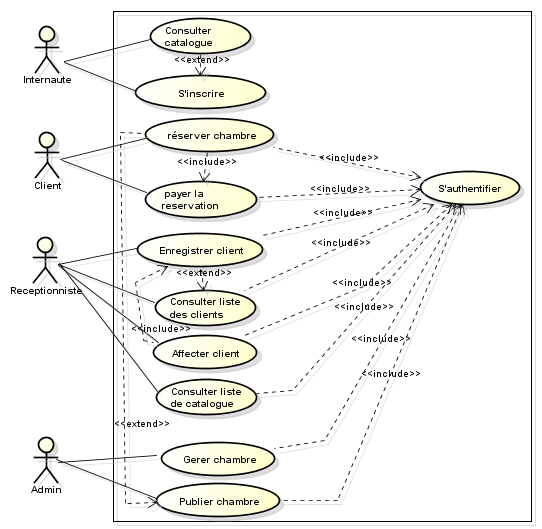 Consulter
catalogue
<<extend>>
Internaute
S'inscrire
réserver chambre
<<include>>
<<include>>
Client
S'authentifier
payer la
reservation
<<include>>
<<include>>
Enregistrer client
<<include>>
<<extend>>
Receptionniste
<<include>>
Consulter liste
des clients
<<include>>
<<include>>
<<include>>
Affecter client
<<include>>
Consulter liste
de catalogue
<<extend>>
Gerer chambre
Admin
Publier chambre